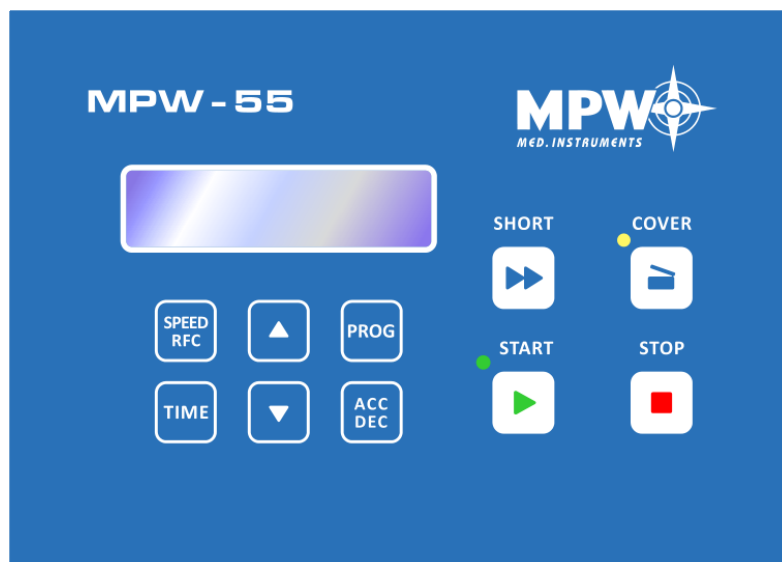 MPW - 55
MPW
MED. INSTRUMENTS
SHORT
COVER
SPEED
RFC
PROG
START
STOP
TIME
ACC
DEC